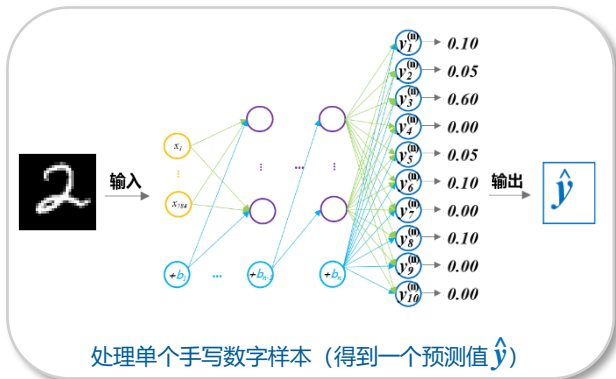 y₁⁽ⁿ⁾ 0.10
y₂⁽ⁿ⁾ 0.05
y₃⁽ⁿ⁾ 0.60
y₄⁽ⁿ⁾ 0.00
y₅⁽ⁿ⁾ 0.05
y₆⁽ⁿ⁾ 0.10
y₇⁽ⁿ⁾ 0.00
y₈⁽ⁿ⁾ 0.10
y₉⁽ⁿ⁾ 0.00
y₁₀⁽ⁿ⁾ 0.00
2
输入
x₁
⋮
x₇₈₄
⋮ ... ⋮
+b₁ ... +bₙ₋₁ +bₙ
输出
ŷ
处理单个手写数字样本（得到一个预测值 ŷ）